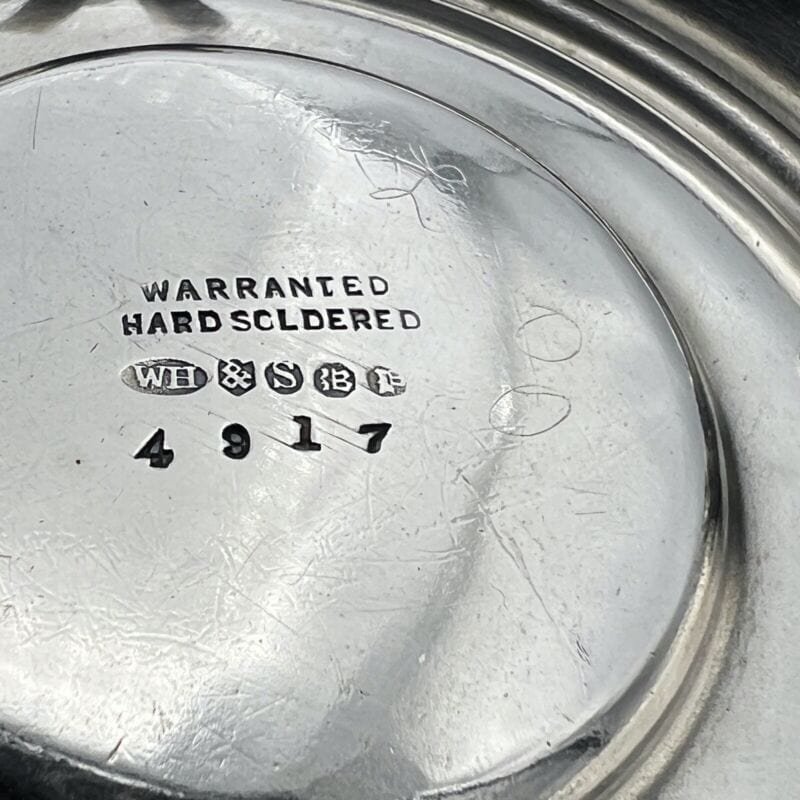 WARRANTED
HARD SOLDERED
WH & S B P
4917